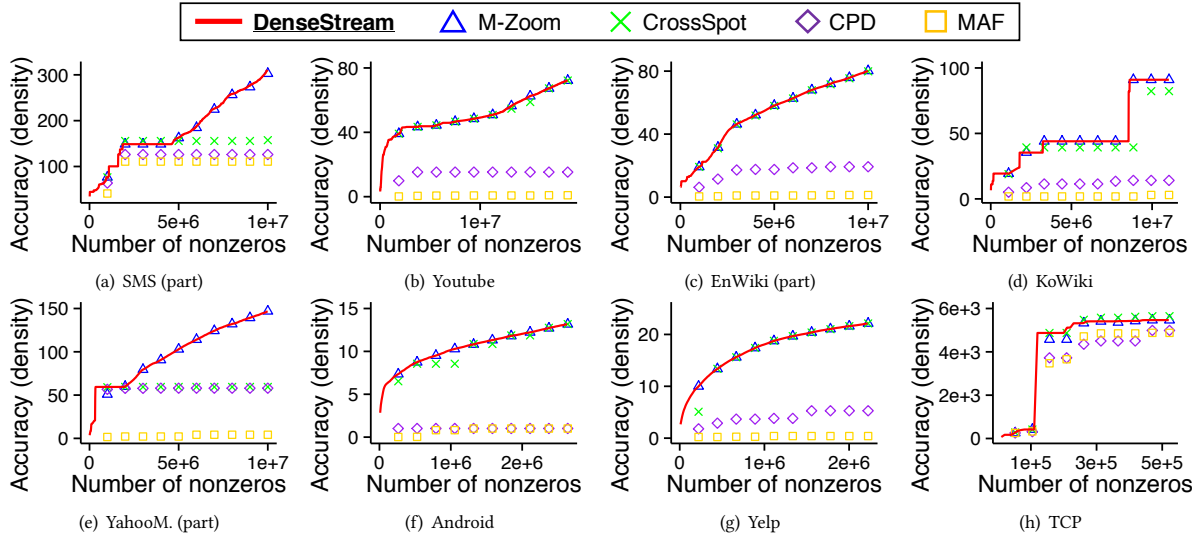 DenseStream M-Zoom CrossSpot CPD MAF
Accuracy (density)
300
200
100
0 5e+6 1e+7
Number of nonzeros
(a) SMS (part)
Accuracy (density)
80
40
0
0 1e+7
Number of nonzeros
(b) Youtube
Accuracy (density)
80
40
0
0 5e+6 1e+7
Number of nonzeros
(c) EnWiki (part)
Accuracy (density)
100
50
0
0 5e+6 1e+7
Number of nonzeros
(d) KoWiki
Accuracy (density)
150
100
50
0
0 5e+6 1e+7
Number of nonzeros
(e) YahooM. (part)
Accuracy (density)
15
10
5
0
0 1e+6 2e+6
Number of nonzeros
(f) Android
Accuracy (density)
20
10
0
0 1e+6 2e+6
Number of nonzeros
(g) Yelp
Accuracy (density)
6e+3
4e+3
2e+3
0
1e+5 3e+5 5e+5
Number of nonzeros
(h) TCP